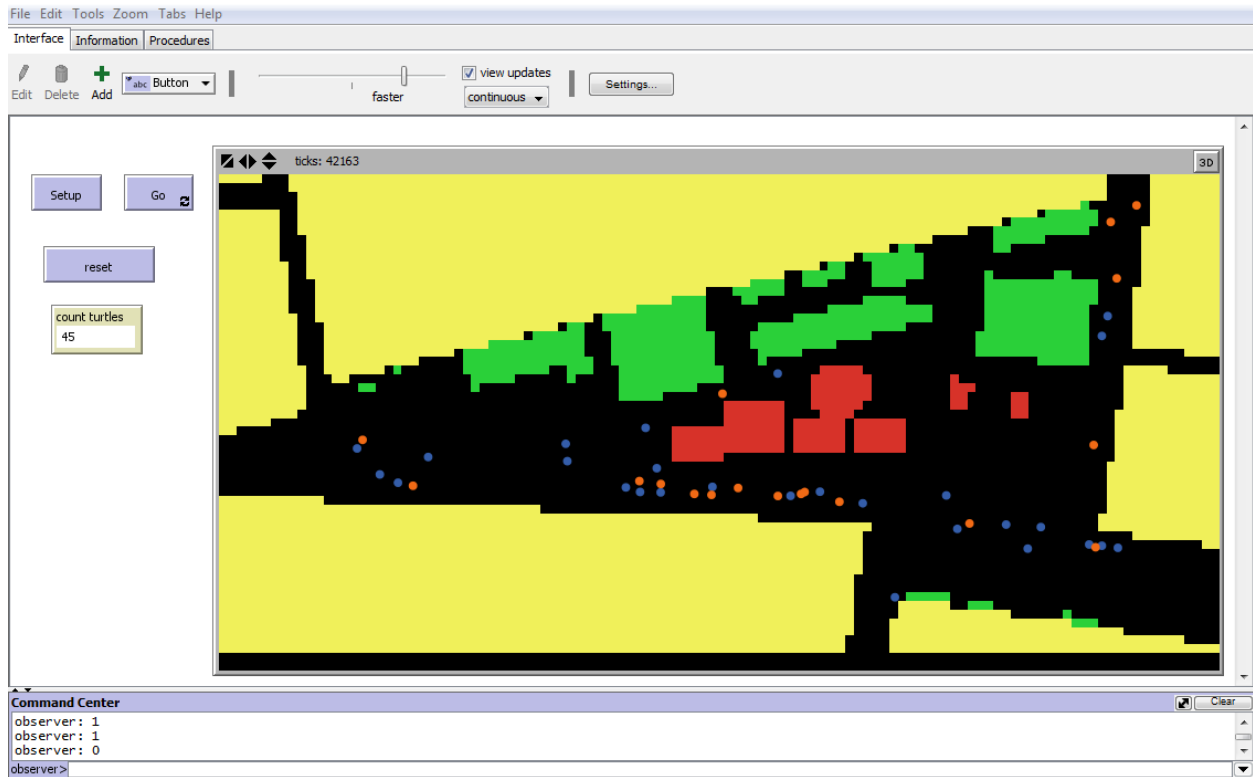 File Edit Tools Zoom Tabs Help
Interface Information Procedures
Edit Delete Add abc Button faster view updates continuous Settings...
ticks: 42163 3D
Setup Go
reset
count turtles
45
Command Center Clear
observer: 1
observer: 1
observer: 0
observer>